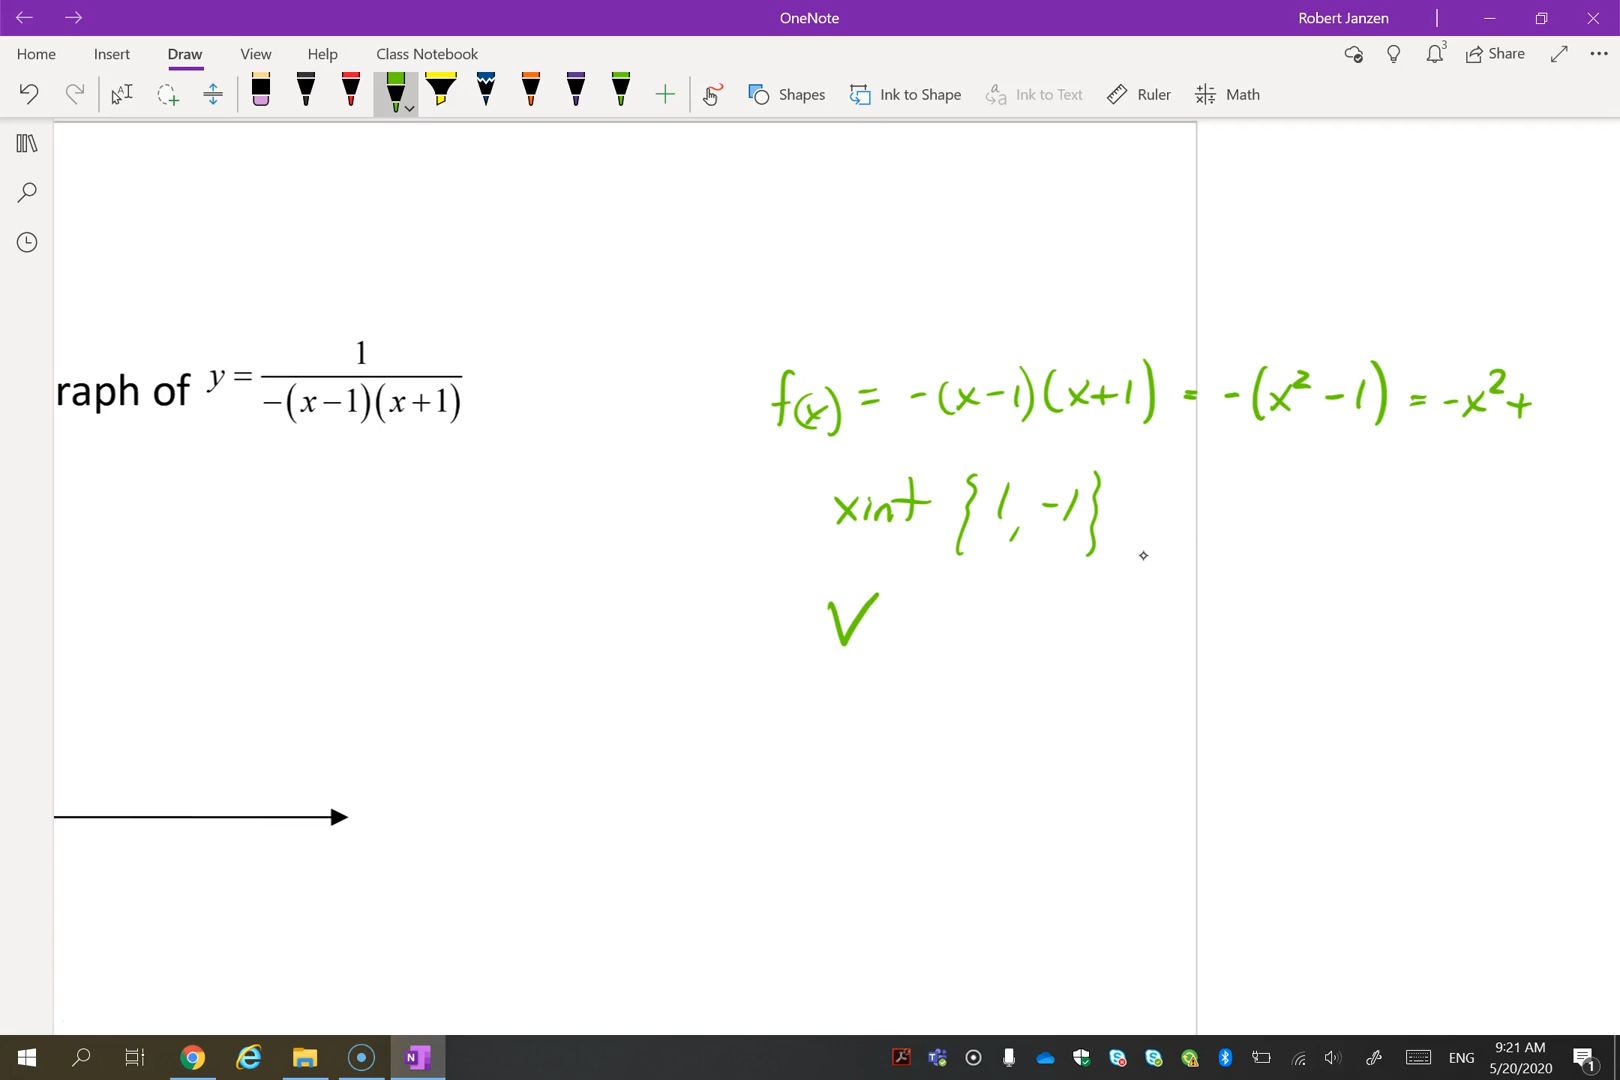 OneNote
Robert Janzen
Home Insert Draw View Help Class Notebook
3
Share
Shapes Ink to Shape Ink to Text Ruler Math
raph of y = 1/(-(x-1)(x+1))
f(x) = -(x-1)(x+1) = -(x²-1) = -x²+
xint {1, -1}
V
ENG
9:21 AM
5/20/2020
1